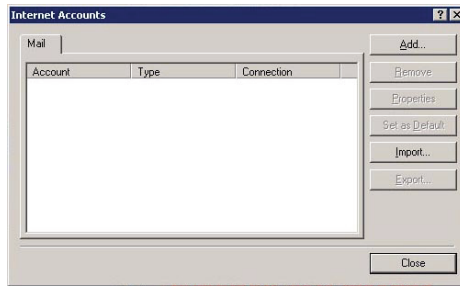 Internet Accounts
Mail
Account Type Connection
Add...
Remove
Properties
Set as Default
Import...
Export...
Close